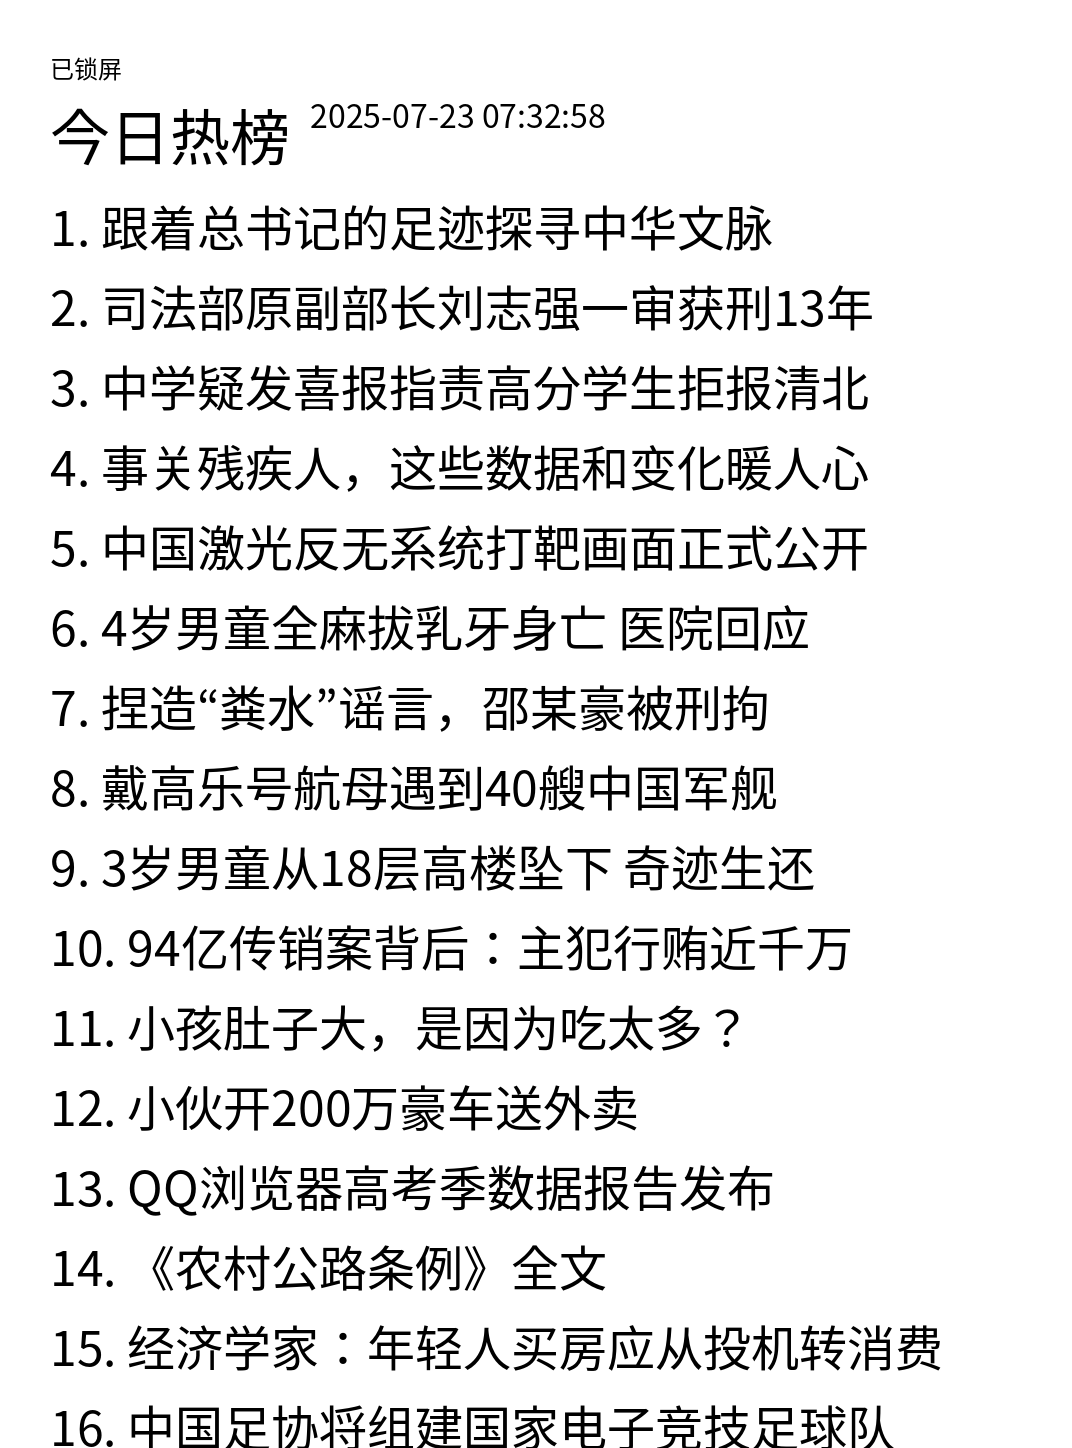 已锁屏
今日热榜 2025-07-23 07:32:58
1. 跟着总书记的足迹探寻中华文脉
2. 司法部原副部长刘志强一审获刑13年
3. 中学疑发喜报指责高分学生拒报清北
4. 事关残疾人，这些数据和变化暖人心
5. 中国激光反无系统打靶画面正式公开
6. 4岁男童全麻拔乳牙身亡 医院回应
7. 捏造“粪水”谣言，邵某豪被刑拘
8. 戴高乐号航母遇到40艘中国军舰
9. 3岁男童从18层高楼坠下 奇迹生还
10. 94亿传销案背后：主犯行贿近千万
11. 小孩肚子大，是因为吃太多？
12. 小伙开200万豪车送外卖
13. QQ浏览器高考季数据报告发布
14. 《农村公路条例》全文
15. 经济学家：年轻人买房应从投机转消费
16. 中国足协将组建国家电子竞技足球队